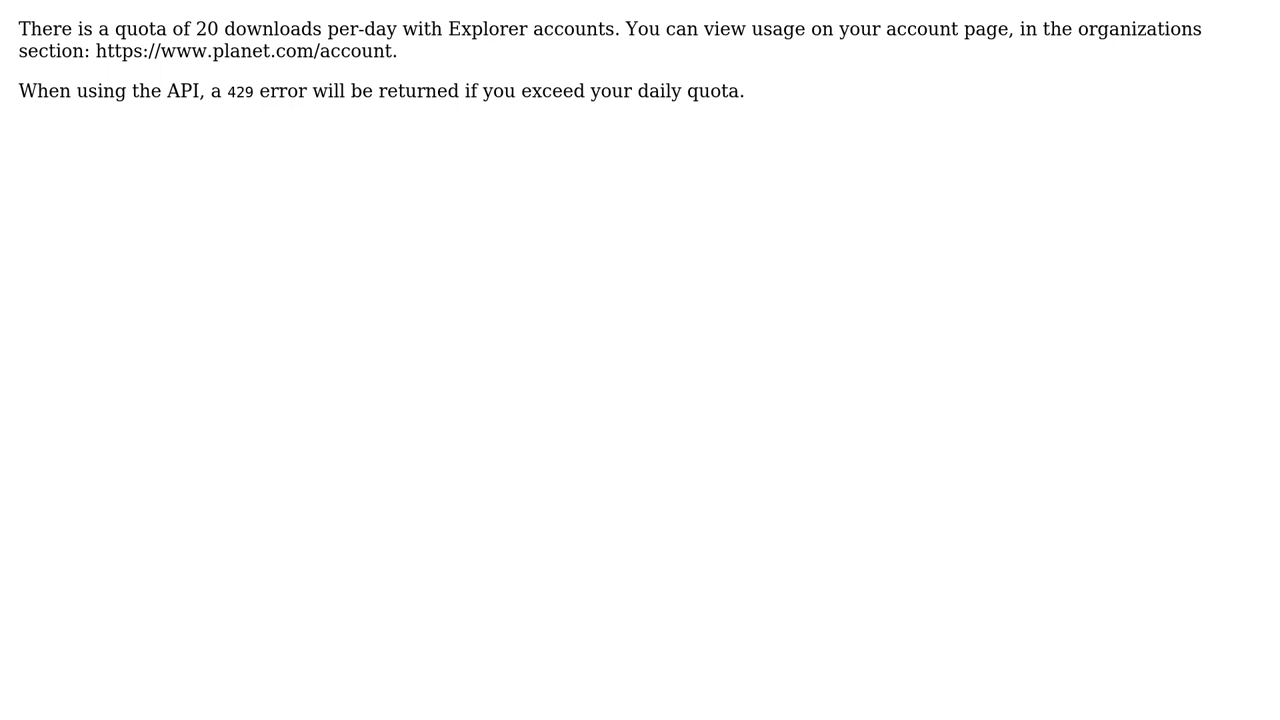 There is a quota of 20 downloads per-day with Explorer accounts. You can view usage on your account page, in the organizations
section: https://www.planet.com/account.
When using the API, a 429 error will be returned if you exceed your daily quota.